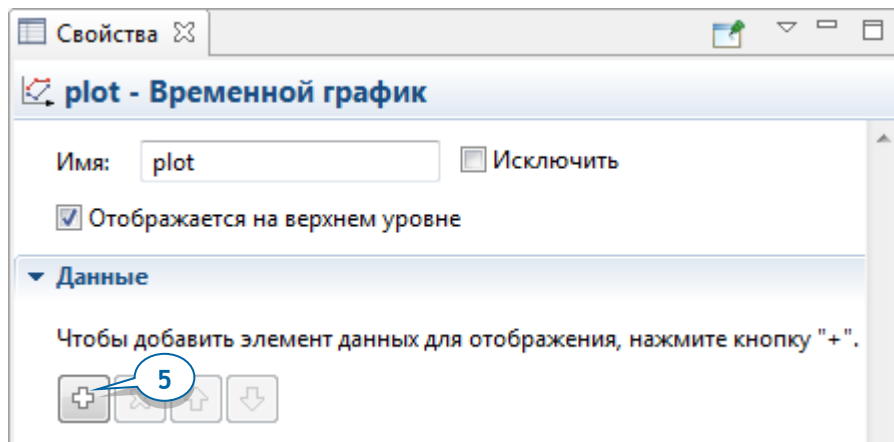 Свойства
plot - Временной график
Имя: plot Исключить
Отображается на верхнем уровне
Данные
Чтобы добавить элемент данных для отображения, нажмите кнопку "+".
5